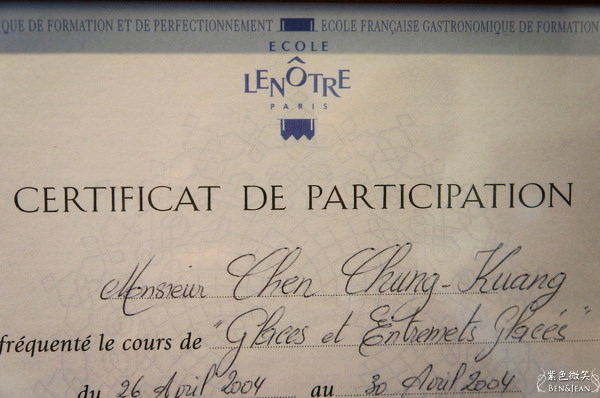 QUE DE FORMATION ET DE PERFECTIONNEMENT ECOLE FRANÇAISE GASTRONOMIQUE DE FORMATION
ECOLE
LENÔTRE
PARIS
CERTIFICAT DE PARTICIPATION
Monsieur Chen Chung-Kuang
fréquenté le cours de "Glaces et Entremets Glacés"
du 26 Avril 2004 au 30 Avril 2004
紫色微笑
BEN&JEAN